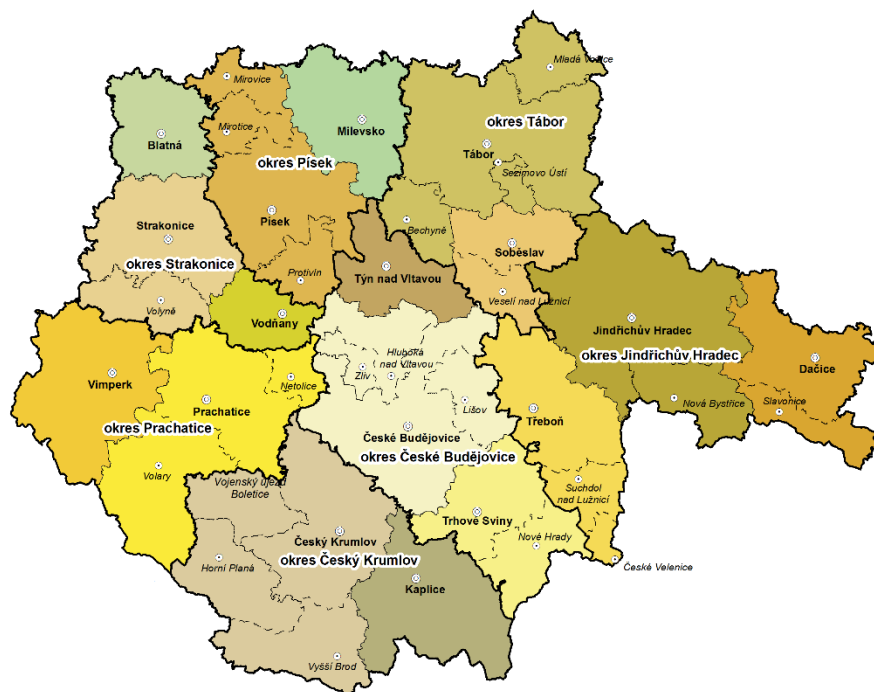 Mladá Vožice
Mirovice
Milevsko
okres Tábor
Mirotice
Blatná
Tábor
okres Písek
Sezimovo Ústí
Písek
Strakonice
Bechyně
Soběslav
okres Strakonice
Protivín
Týn nad Vltavou
Volyně
Veselí nad Lužnicí
Vodňany
Jindřichův Hradec
okres Jindřichův Hradec
Dačice
Vimperk
Netolice
Hluboká
nad Vltavou
Zliv
Prachatice
Lišov
Třeboň
Nová Bystřice
Slavonice
okres Prachatice
České Budějovice
okres České Budějovice
Volary
Vojenský újezd
Boletice
Suchdol
nad Lužnicí
Trhové Sviny
Český Krumlov
Nové Hrady
okres Český Krumlov
Horní Planá
České Velenice
Kaplice
Vyšší Brod